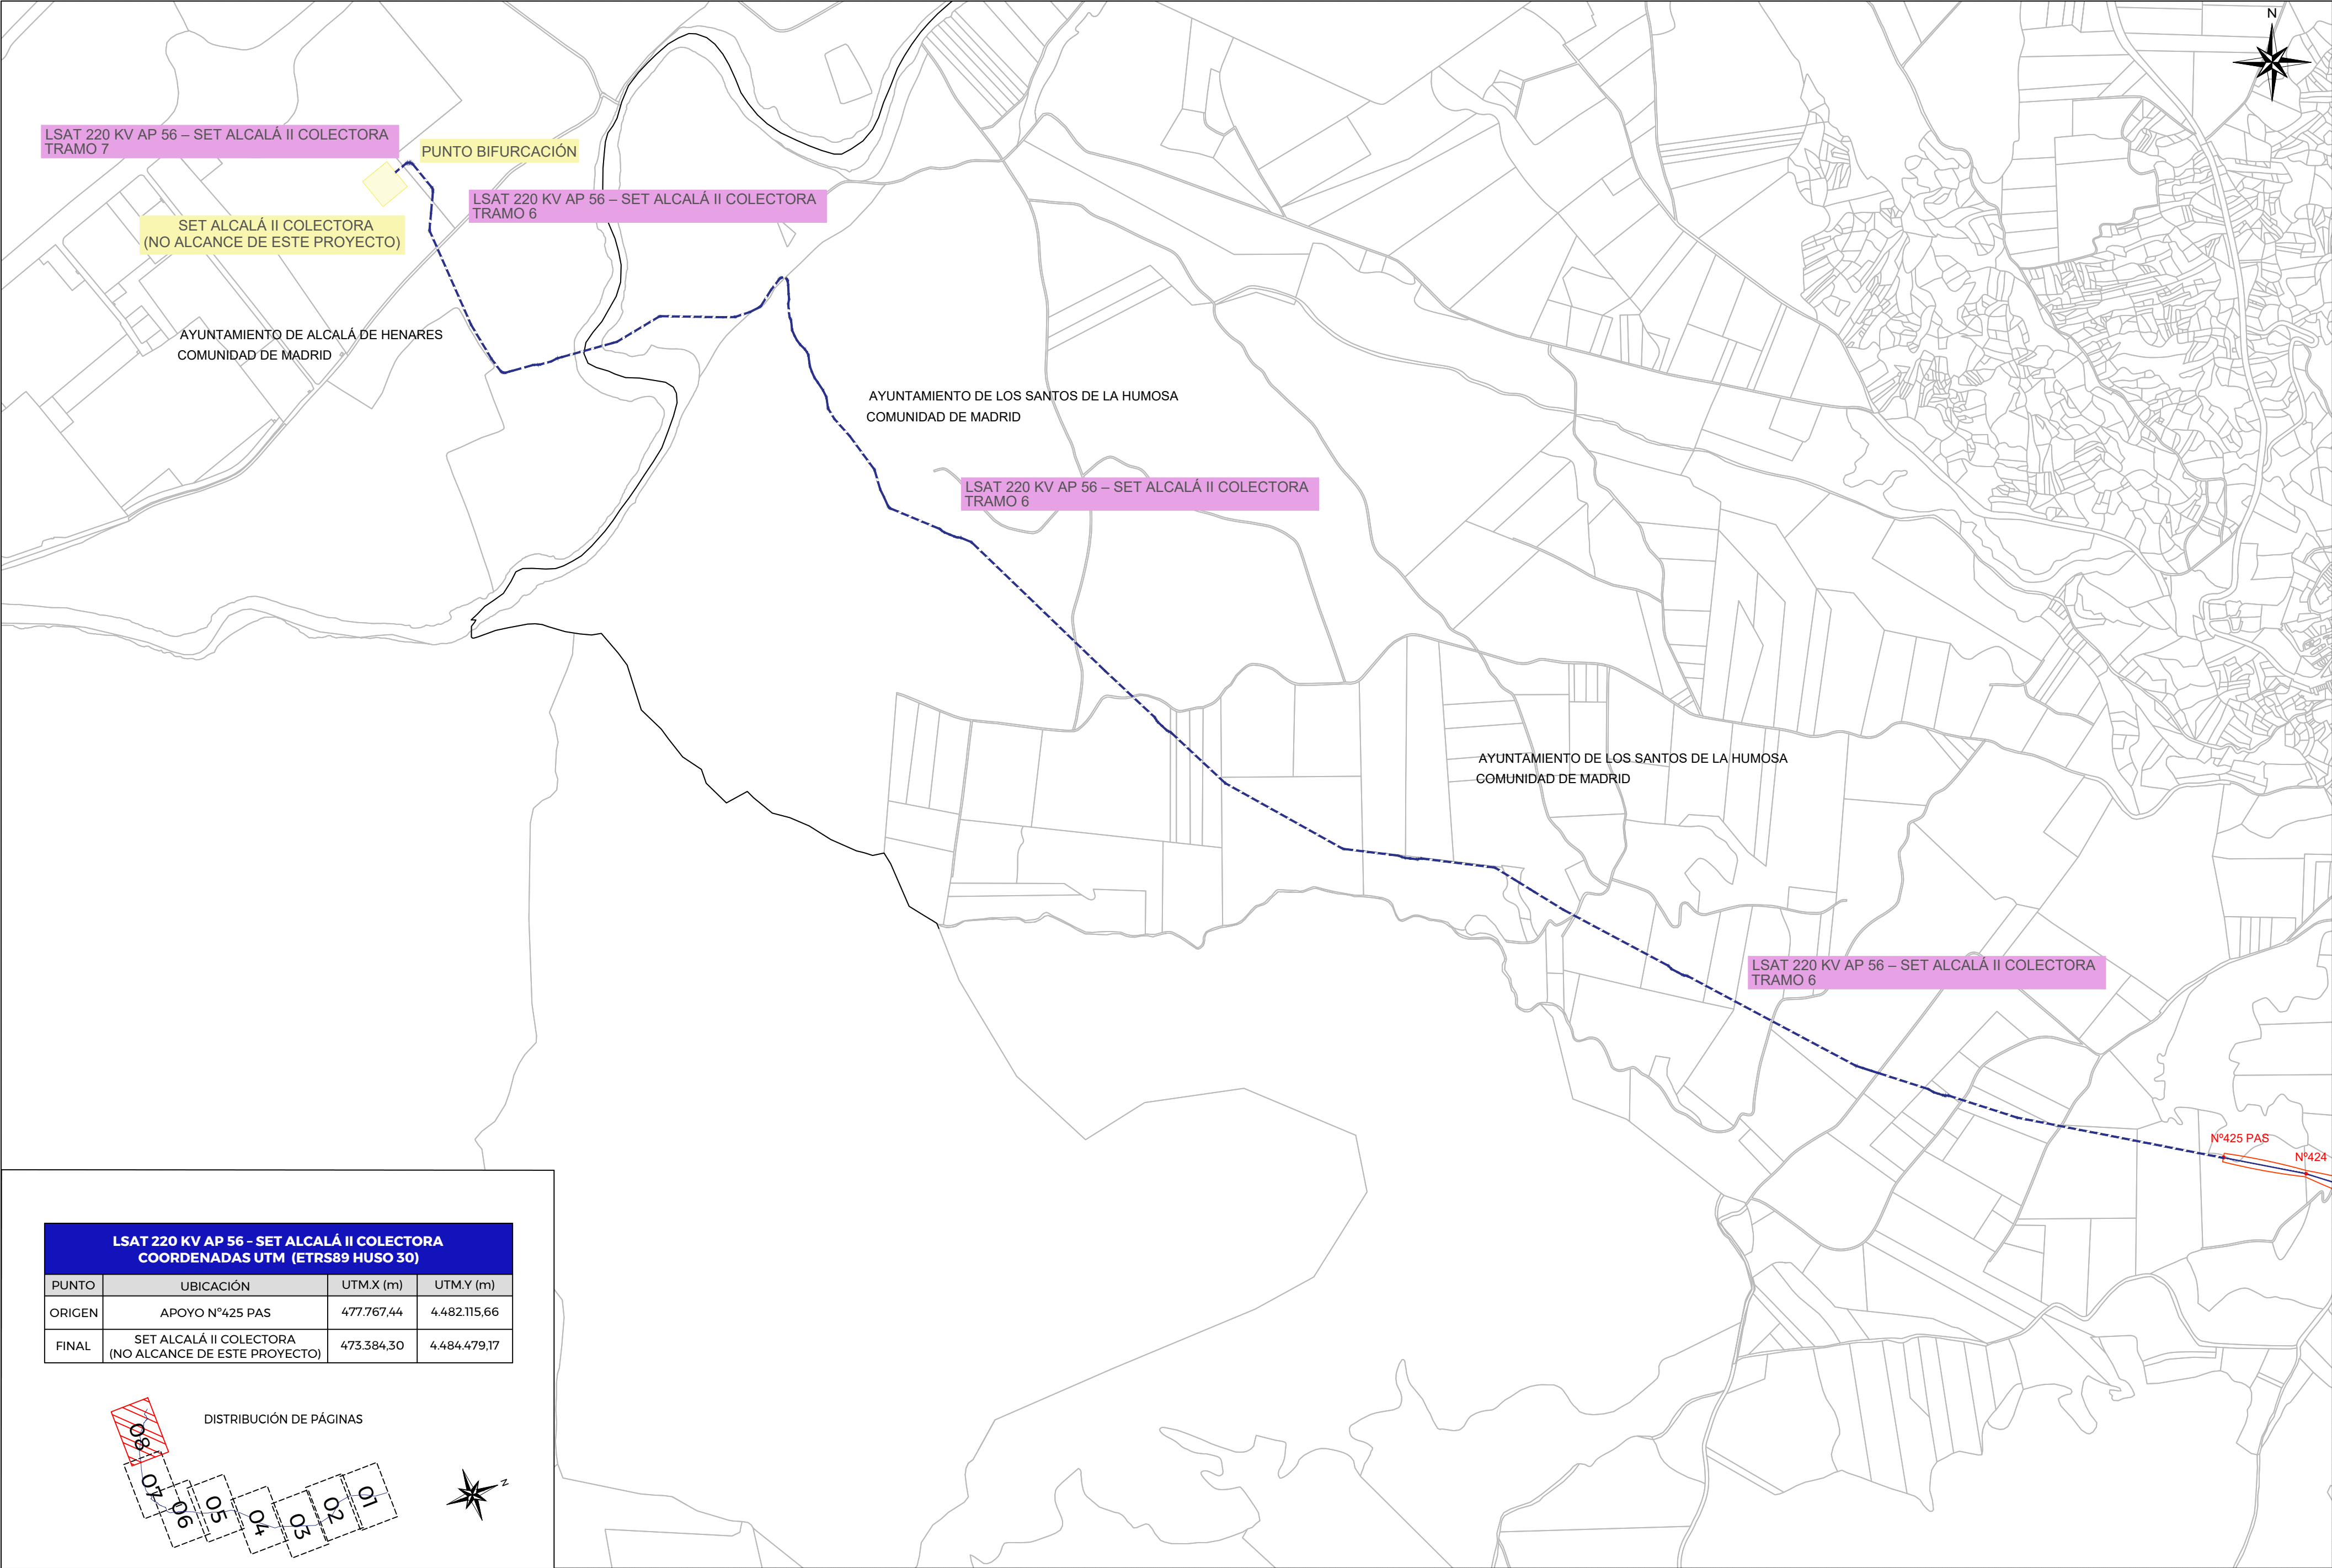 N
LSAT 220 KV AP 56 – SET ALCALÁ II COLECTORA
TRAMO 7
PUNTO BIFURCACIÓN
LSAT 220 KV AP 56 – SET ALCALÁ II COLECTORA
TRAMO 6
SET ALCALÁ II COLECTORA
(NO ALCANCE DE ESTE PROYECTO)
AYUNTAMIENTO DE ALCALÁ DE HENARES
COMUNIDAD DE MADRID
AYUNTAMIENTO DE LOS SANTOS DE LA HUMOSA
COMUNIDAD DE MADRID
LSAT 220 KV AP 56 – SET ALCALÁ II COLECTORA
TRAMO 6
AYUNTAMIENTO DE LOS SANTOS DE LA HUMOSA
COMUNIDAD DE MADRID
LSAT 220 KV AP 56 – SET ALCALÁ II COLECTORA
TRAMO 6
Nº425 PAS
Nº424
LSAT 220 KV AP 56 – SET ALCALÁ II COLECTORA
COORDENADAS UTM (ETRS89 HUSO 30)
PUNTO UBICACIÓN UTM.X (m) UTM.Y (m)
ORIGEN APOYO Nº425 PAS 477.767,44 4.482.115,66
FINAL SET ALCALÁ II COLECTORA (NO ALCANCE DE ESTE PROYECTO) 473.384,30 4.484.479,17
DISTRIBUCIÓN DE PÁGINAS
08
07
06
05
04
03
02
01
N